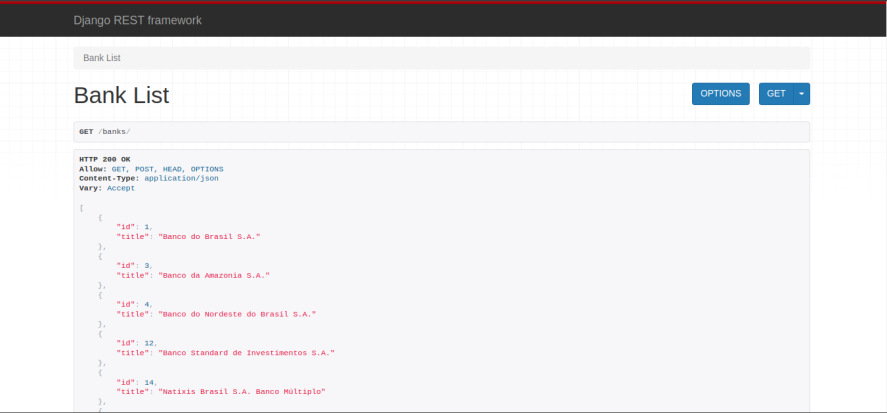 Django REST framework
Bank List
Bank List
OPTIONS
GET
GET /banks/
HTTP 200 OK
Allow: GET, POST, HEAD, OPTIONS
Content-Type: application/json
Vary: Accept
[
    {
        "id": 1,
        "title": "Banco do Brasil S.A."
    },
    {
        "id": 3,
        "title": "Banco da Amazonia S.A."
    },
    {
        "id": 4,
        "title": "Banco do Nordeste do Brasil S.A."
    },
    {
        "id": 12,
        "title": "Banco Standard de Investimentos S.A."
    },
    {
        "id": 14,
        "title": "Natixis Brasil S.A. Banco Múltiplo"
    },
    {